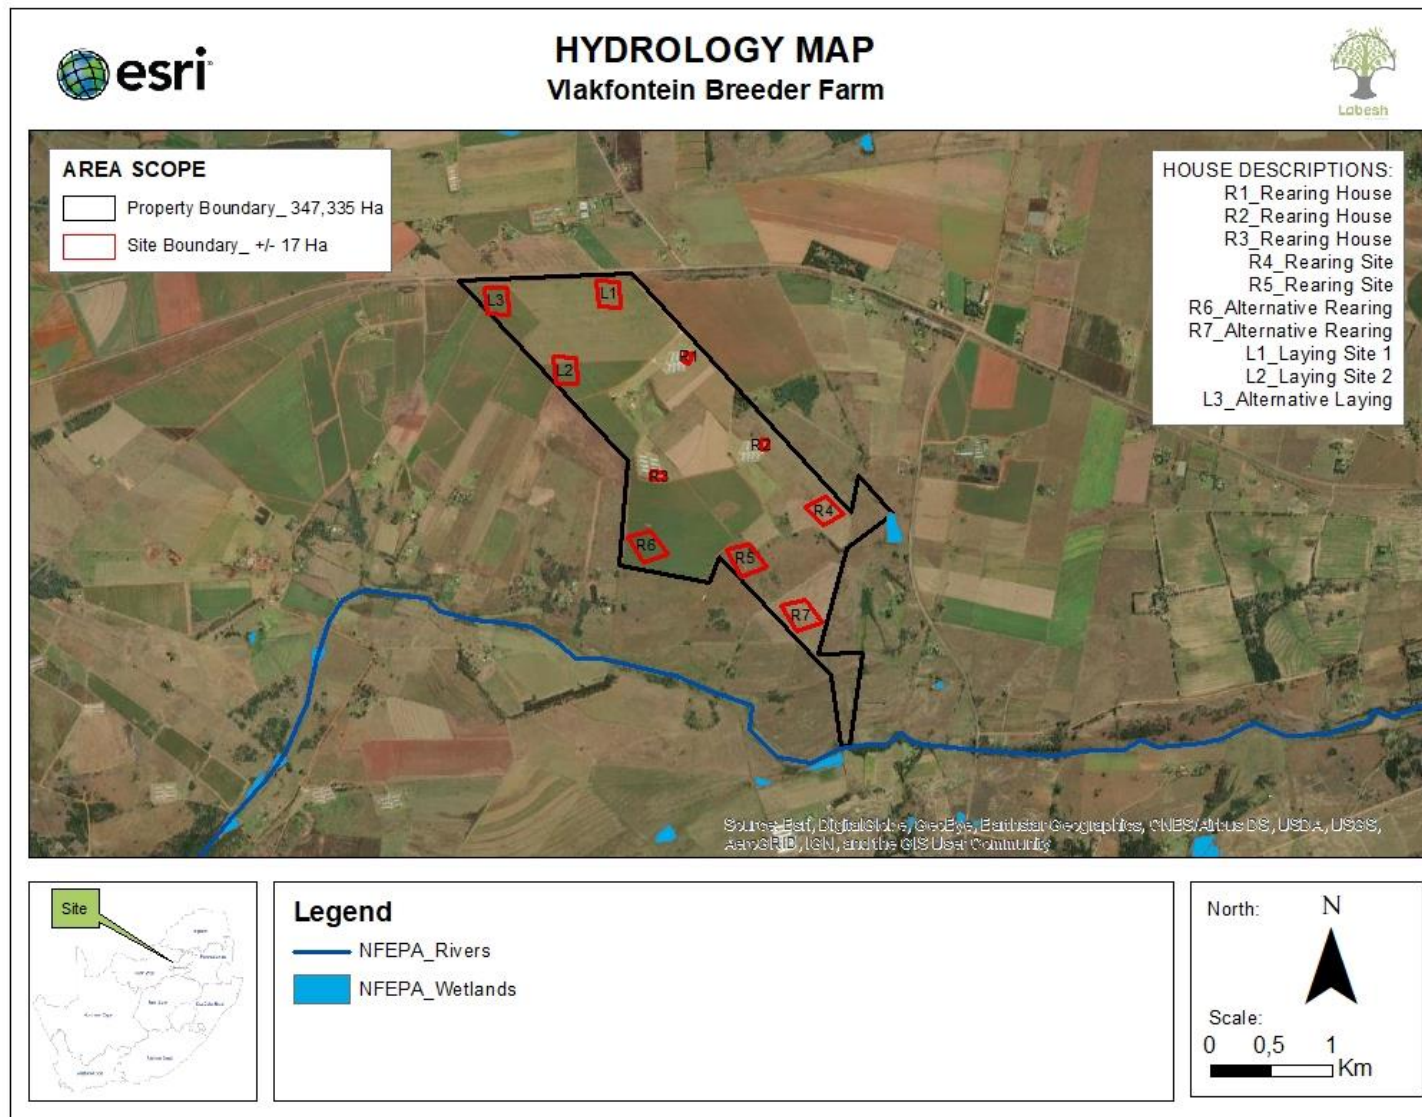 esri
HYDROLOGY MAP
Vlakfontein Breeder Farm
Labesh
AREA SCOPE
Property Boundary_ 347,335 Ha
Site Boundary_ +/- 17 Ha
HOUSE DESCRIPTIONS:
R1_Rearing House
R2_Rearing House
R3_Rearing House
R4_Rearing Site
R5_Rearing Site
R6_Alternative Rearing
R7_Alternative Rearing
L1_Laying Site 1
L2_Laying Site 2
L3_Alternative Laying
L3
L1
R1
L2
R2
R3
R4
R6
R5
R7
Source: Esri, DigitalGlobe, GeoEye, Earthstar Geographics, CNES/Airbus DS, USDA, USGS,
AeroGRID, IGN, and the GIS User Community
Site
Legend
NFEPA_Rivers
NFEPA_Wetlands
North:
N
Scale:
0 0,5 1
Km